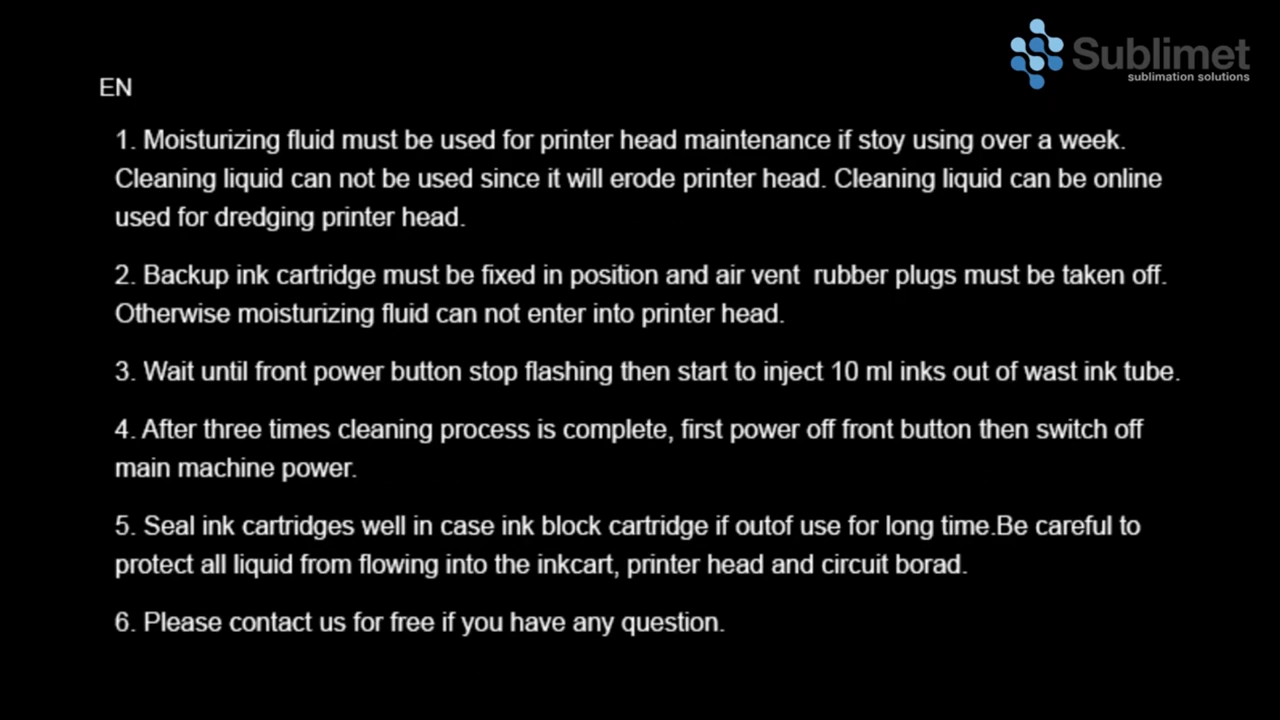 Sublimet
sublimation solutions
EN
1. Moisturizing fluid must be used for printer head maintenance if stoy using over a week.
Cleaning liquid can not be used since it will erode printer head. Cleaning liquid can be online
used for dredging printer head.
2. Backup ink cartridge must be fixed in position and air vent  rubber plugs must be taken off.
Otherwise moisturizing fluid can not enter into printer head.
3. Wait until front power button stop flashing then start to inject 10 ml inks out of wast ink tube.
4. After three times cleaning process is complete, first power off front button then switch off
main machine power.
5. Seal ink cartridges well in case ink block cartridge if outof use for long time.Be careful to
protect all liquid from flowing into the inkcart, printer head and circuit borad.
6. Please contact us for free if you have any question.